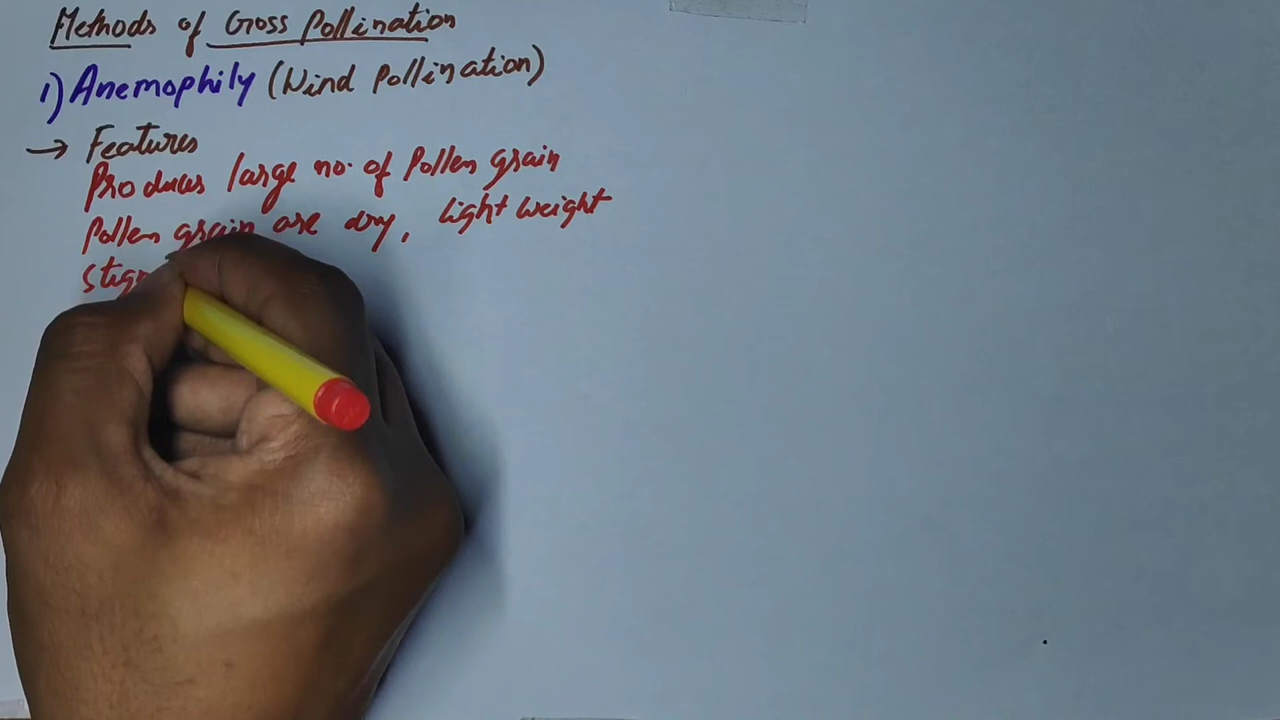 Methods of Cross Pollination
1) Anemophily (Wind Pollination)
→ Features
Produces large no. of Pollen grain
Pollen grain are dry, light weight